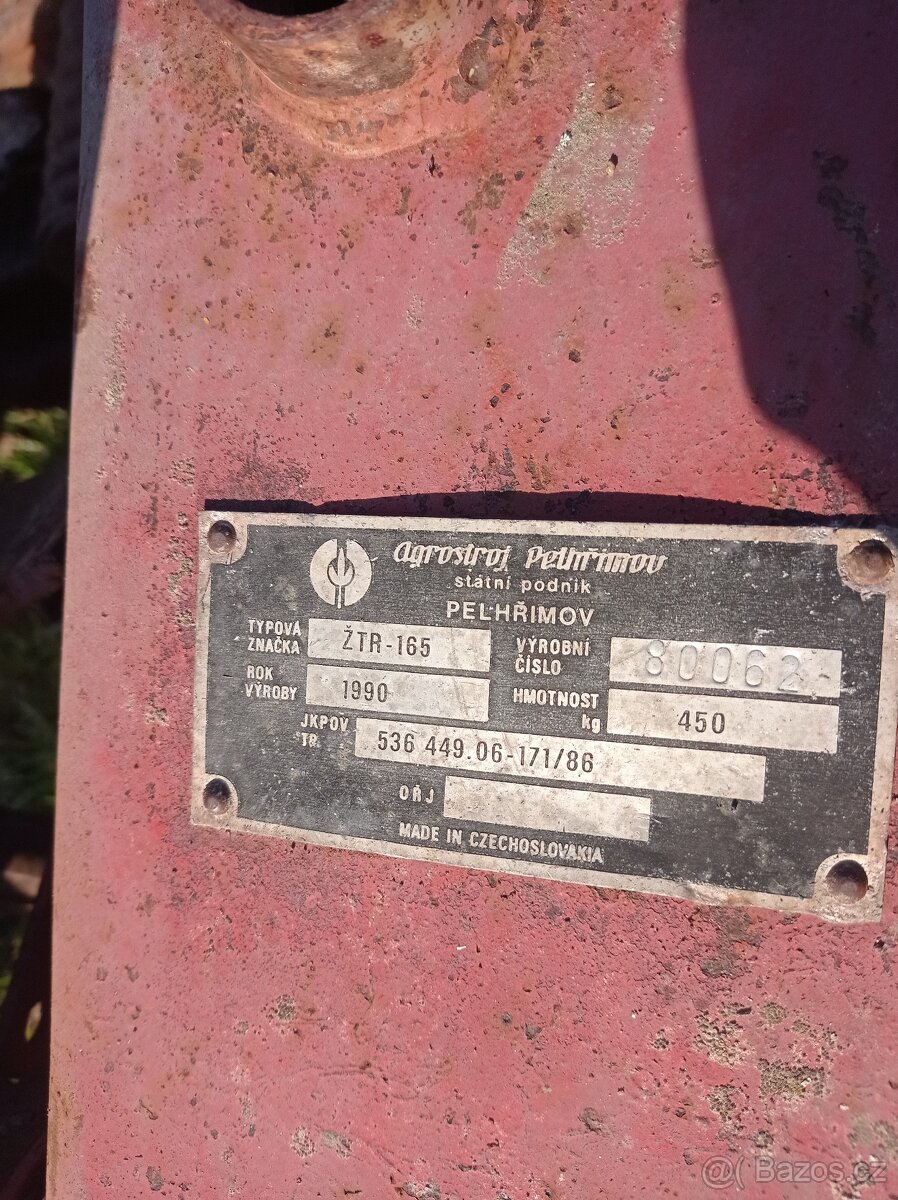 Agrostroj Pelhřimov
státní podnik
PELHŘIMOV
TYPOVÁ ZNAČKA ŽTR-165
VÝROBNÍ ČÍSLO 80062
ROK VÝROBY 1990
HMOTNOST kg 450
JKPOV TP 536 449.06-171/86
OŘJ
MADE IN CZECHOSLOVAKIA
@( Bazos.cz